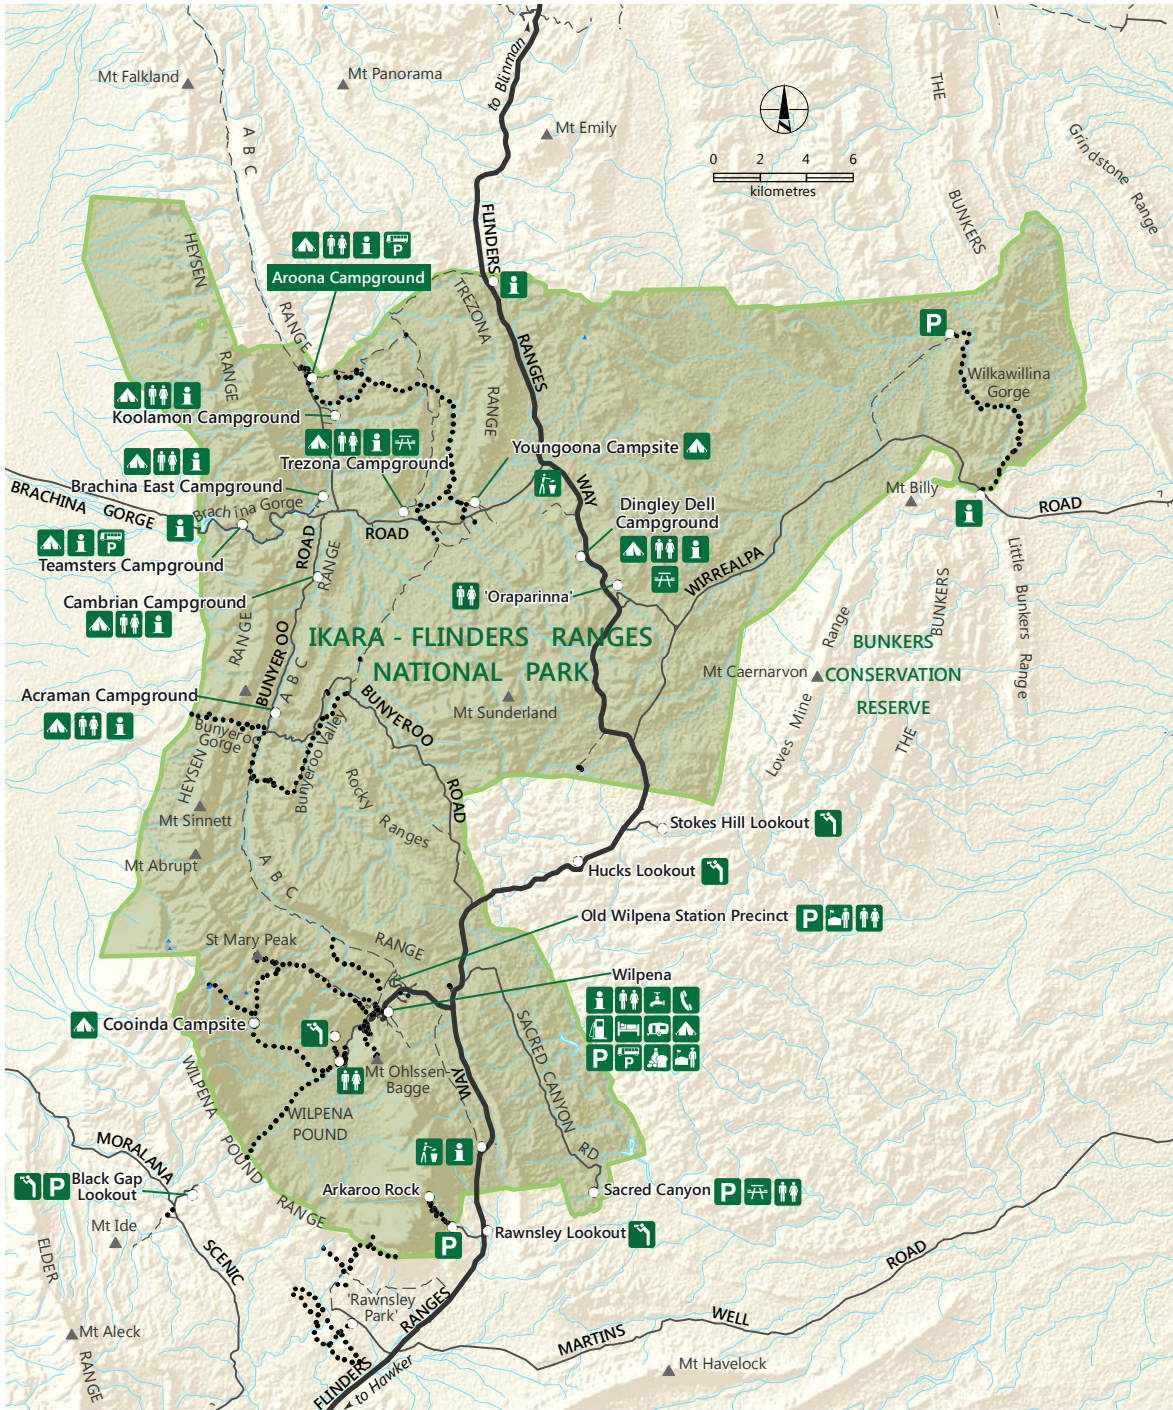 to Blinman
Mt Falkland
Mt Panorama
Mt Emily
A B C
RANGE
0 2 4 6
kilometres
THE
BUNKERS
Grindstone Range
HEYSEN
RANGE
FLINDERS
RANGES
WAY
P
Aroona Campground
TREZONA
RANGE
P
Wilkawillina
Gorge
Koolamon Campground
Trezona Campground
Youngoona Campsite
Brachina East Campground
Brachina Gorge
BRACHINA GORGE
ROAD
Dingley Dell
Campground
Mt Billy
ROAD
P
Teamsters Campground
ROAD
RANGE
WIRREALPA
Cambrian Campground
'Oraparinna'
IKARA - FLINDERS RANGES
NATIONAL PARK
RANGE
BUNYEROO
A B C
Range
Loves Mine
BUNKERS
THE
Little Bunkers Range
BUNKERS
CONSERVATION
RESERVE
Mt Caernarvon
Acraman Campground
Mt Sunderland
BUNYEROO
ROAD
Bunyeroo
Gorge
Bunyeroo Valley
HEYSEN
Rocky
Ranges
Mt Sinnett
Mt Abrupt
Stokes Hill Lookout
Hucks Lookout
A B C
RANGE
Old Wilpena Station Precinct
P
St Mary Peak
Wilpena
P
P
Cooinda Campsite
SACRED CANYON RD
WAY
Mt Ohlssen-
Bagge
WILPENA
POUND
WILPENA
POUND
RANGE
MORALANA
SCENIC
P
Black Gap
Lookout
Arkaroo Rock
Sacred Canyon
P
Mt Ide
P
Rawnsley Lookout
ELDER
RANGE
'Rawnsley
Park'
ROAD
WELL
MARTINS
Mt Aleck
Mt Havelock
FLINDERS
RANGES
to Hawker